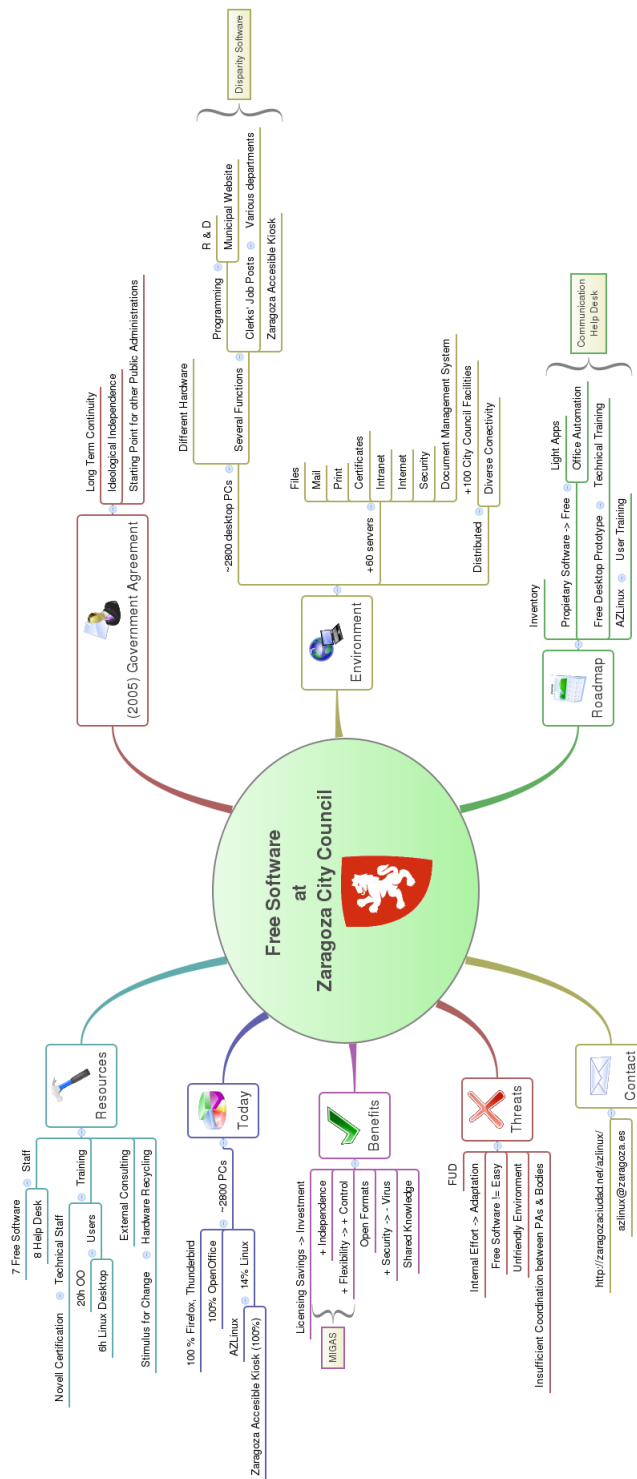 Free Software
at
Zaragoza City Council
(2005) Government Agreement
Long Term Continuity
Ideological Independence
Starting Point for other Public Administrations
Environment
~2800 desktop PCs
Different Hardware
Several Functions
Programming
R & D
Municipal Website
Clerks' Job Posts
Various departments
Zaragoza Accesible Kiosk
Disparity Software
+60 servers
Files
Mail
Print
Certificates
Intranet
Internet
Security
Document Management System
Distributed
+100 City Council Facilities
Diverse Conectivity
Roadmap
Inventory
Propietary Software -> Free
Light Apps
Office Automation
Free Desktop Prototype
Technical Training
AZLinux
User Training
Communication
Help Desk
Resources
Staff
7 Free Software
8 Help Desk
Training
Technical Staff
Novell Certification
Users
20h OO
6h Linux Desktop
External Consulting
Hardware Recycling
Stimulus for Change
Today
~2800 PCs
100 % Firefox, Thunderbird
100% OpenOffice
14% Linux
AZLinux
Zaragoza Accesible Kiosk (100%)
Benefits
Licensing Savings -> Investment
+ Independence
+ Flexibility -> + Control
Open Formats
+ Security -> - Virus
Shared Knowledge
MIGAS
Threats
FUD
Internal Effort -> Adaptation
Free Software != Easy
Unfriendly Environment
Insufficient Coordination between PAs & Bodies
Contact
http://zaragozaciudad.net/azlinux/
azlinux@zaragoza.es